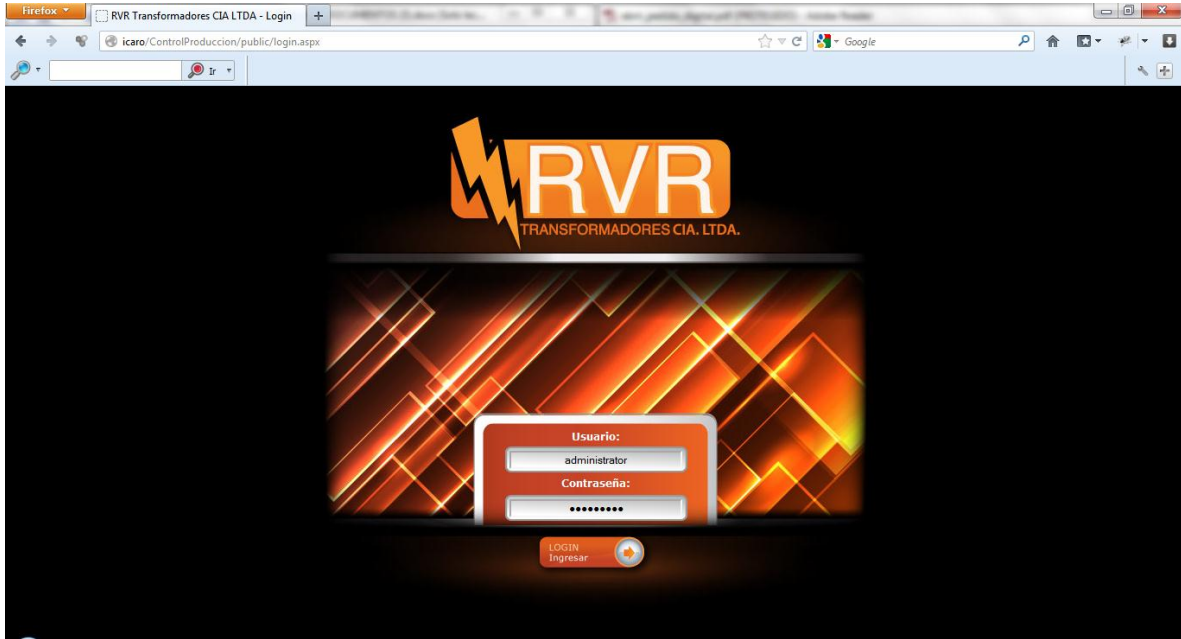 Firefox
RVR Transformadores CIA LTDA - Login
icaro/ControlProduccion/public/login.aspx
Google
Ir
RVR
TRANSFORMADORES CIA. LTDA.
Usuario:
administrator
Contraseña:
•••••••••
LOGIN
Ingresar